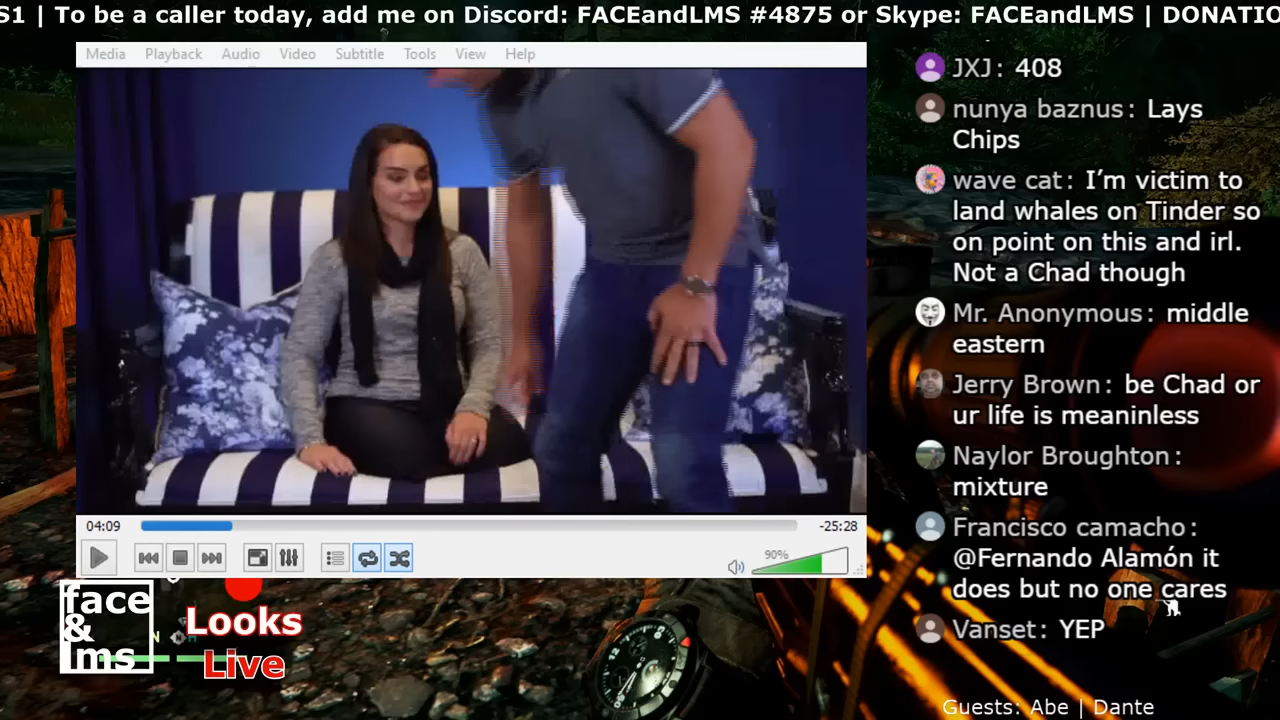 S1 | To be a caller today, add me on Discord: FACEandLMS #4875 or Skype: FACEandLMS | DONATIO
Media Playback Audio Video Subtitle Tools View Help
04:09
-25:28
90%
JXJ: 408
nunya baznus: Lays
Chips
wave cat: I’m victim to
land whales on Tinder so
on point on this and irl.
Not a Chad though
Mr. Anonymous: middle
eastern
Jerry Brown: be Chad or
ur life is meaninless
Naylor Broughton:
mixture
Francisco camacho:
@Fernando Alamón it
does but no one cares
Vanset: YEP
face
&
lms
Looks
Live
N
Guests: Abe | Dante